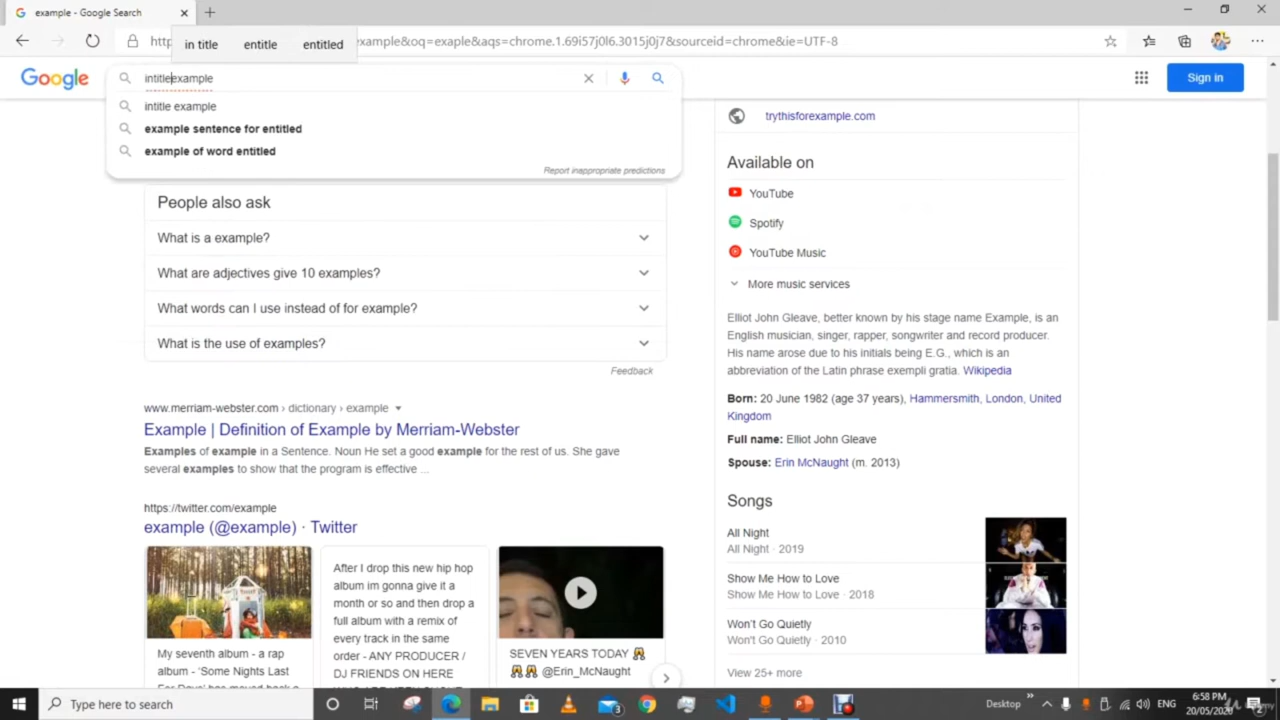 example - Google Search
in title
entitle
entitled
http
example&oq=exaple&aqs=chrome.1.69i57j0l6.3015j0j7&sourceid=chrome&ie=UTF-8
Google
intitleexample
Sign in
intitle example
example sentence for entitled
example of word entitled
Report inappropriate predictions
People also ask
What is a example?
What are adjectives give 10 examples?
What words can I use instead of for example?
What is the use of examples?
Feedback
www.merriam-webster.com › dictionary › example
Example | Definition of Example by Merriam-Webster
Examples of example in a Sentence. Noun He set a good example for the rest of us. She gave
several examples to show that the program is effective ...
https://twitter.com/example
example (@example) · Twitter
My seventh album - a rap
album - 'Some Nights Last
After I drop this new hip hop
album im gonna give it a
month or so and then drop a
full album with a remix of
every track in the same
order - ANY PRODUCER /
DJ FRIENDS ON HERE
SEVEN YEARS TODAY
@Erin_McNaught
trythisforexample.com
Available on
YouTube
Spotify
YouTube Music
More music services
Elliot John Gleave, better known by his stage name Example, is an
English musician, singer, rapper, songwriter and record producer.
His name arose due to his initials being E.G., which is an
abbreviation of the Latin phrase exempli gratia. Wikipedia
Born: 20 June 1982 (age 37 years), Hammersmith, London, United
Kingdom
Full name: Elliot John Gleave
Spouse: Erin McNaught (m. 2013)
Songs
All Night
All Night · 2019
Show Me How to Love
Show Me How to Love · 2018
Won't Go Quietly
Won't Go Quietly · 2010
View 25+ more
Type here to search
3
Desktop
ENG
6:58 PM